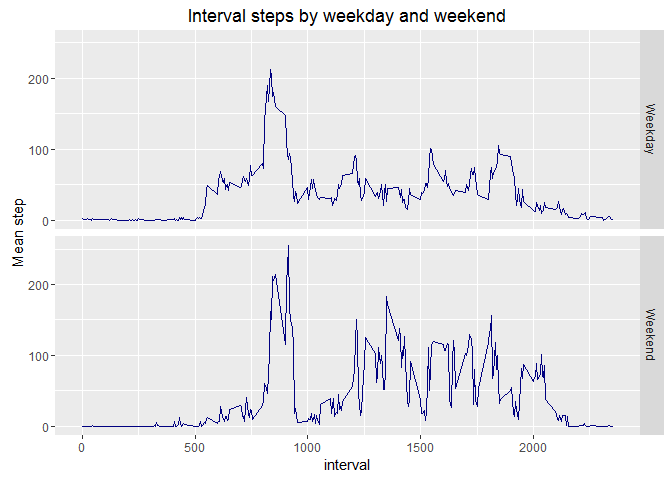 Interval steps by weekday and weekend
Mean step
200
100
0
Weekday
200
100
0
Weekend
0 500 1000 1500 2000
interval